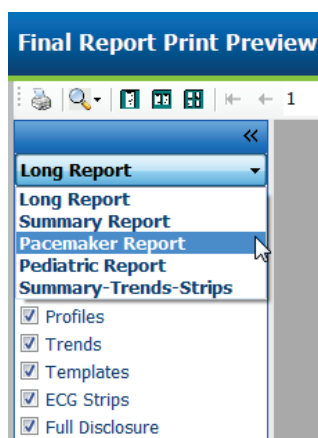 Final Report Print Preview
1
«
Long Report
Long Report
Summary Report
Pacemaker Report
Pediatric Report
Summary-Trends-Strips
Profiles
Trends
Templates
ECG Strips
Full Disclosure